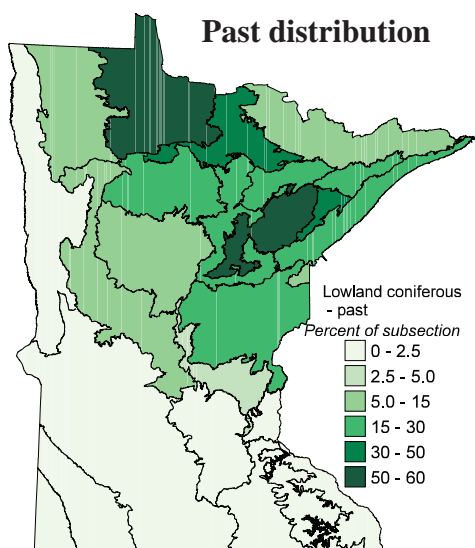 Past distribution
Lowland coniferous
- past
Percent of subsection
0 - 2.5
2.5 - 5.0
5.0 - 15
15 - 30
30 - 50
50 - 60